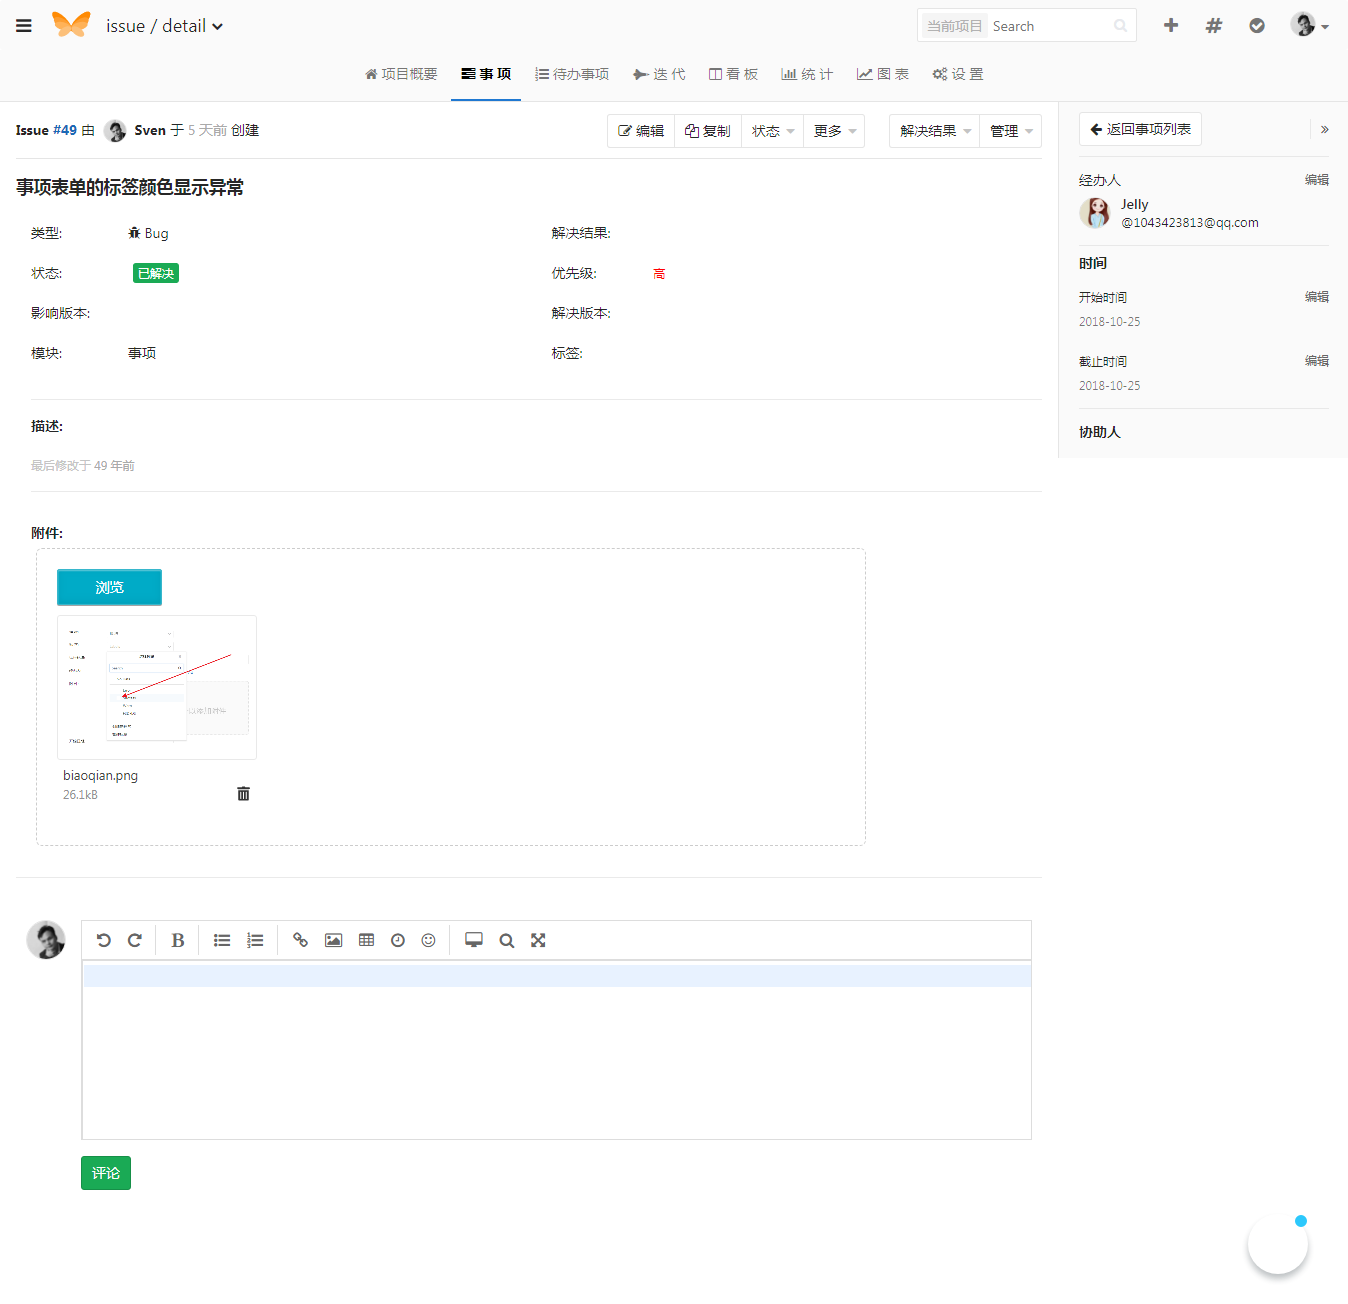 issue / detail
当前项目 Search
项目概要 事 项 待办事项 迭 代 看 板 统 计 图 表 设 置
Issue #49 由 Sven 于 5 天前 创建
编辑 复制 状态 更多 解决结果 管理
返回事项列表 »
事项表单的标签颜色显示异常
类型: Bug 解决结果:
状态: 已解决 优先级: 高
影响版本: 解决版本:
模块: 事项 标签:
经办人 编辑
Jelly
@1043423813@qq.com
时间
开始时间 编辑
2018-10-25
截止时间 编辑
2018-10-25
协助人
描述:
最后修改于 49 年前
附件:
浏览
biaoqian.png
26.1kB
B
评论